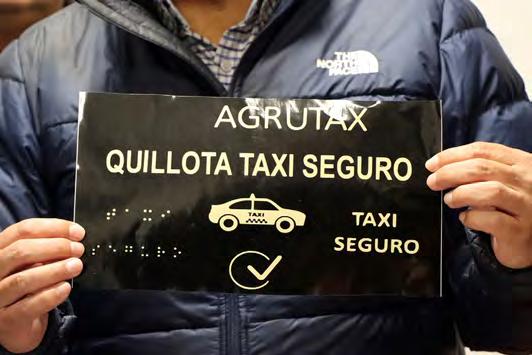 THE
NORTH
FACE
AGRUTAX
QUILLOTA TAXI SEGURO
TAXI
TAXI
SEGURO
⠞⠁⠭⠊
⠎⠑⠛⠥⠗⠕